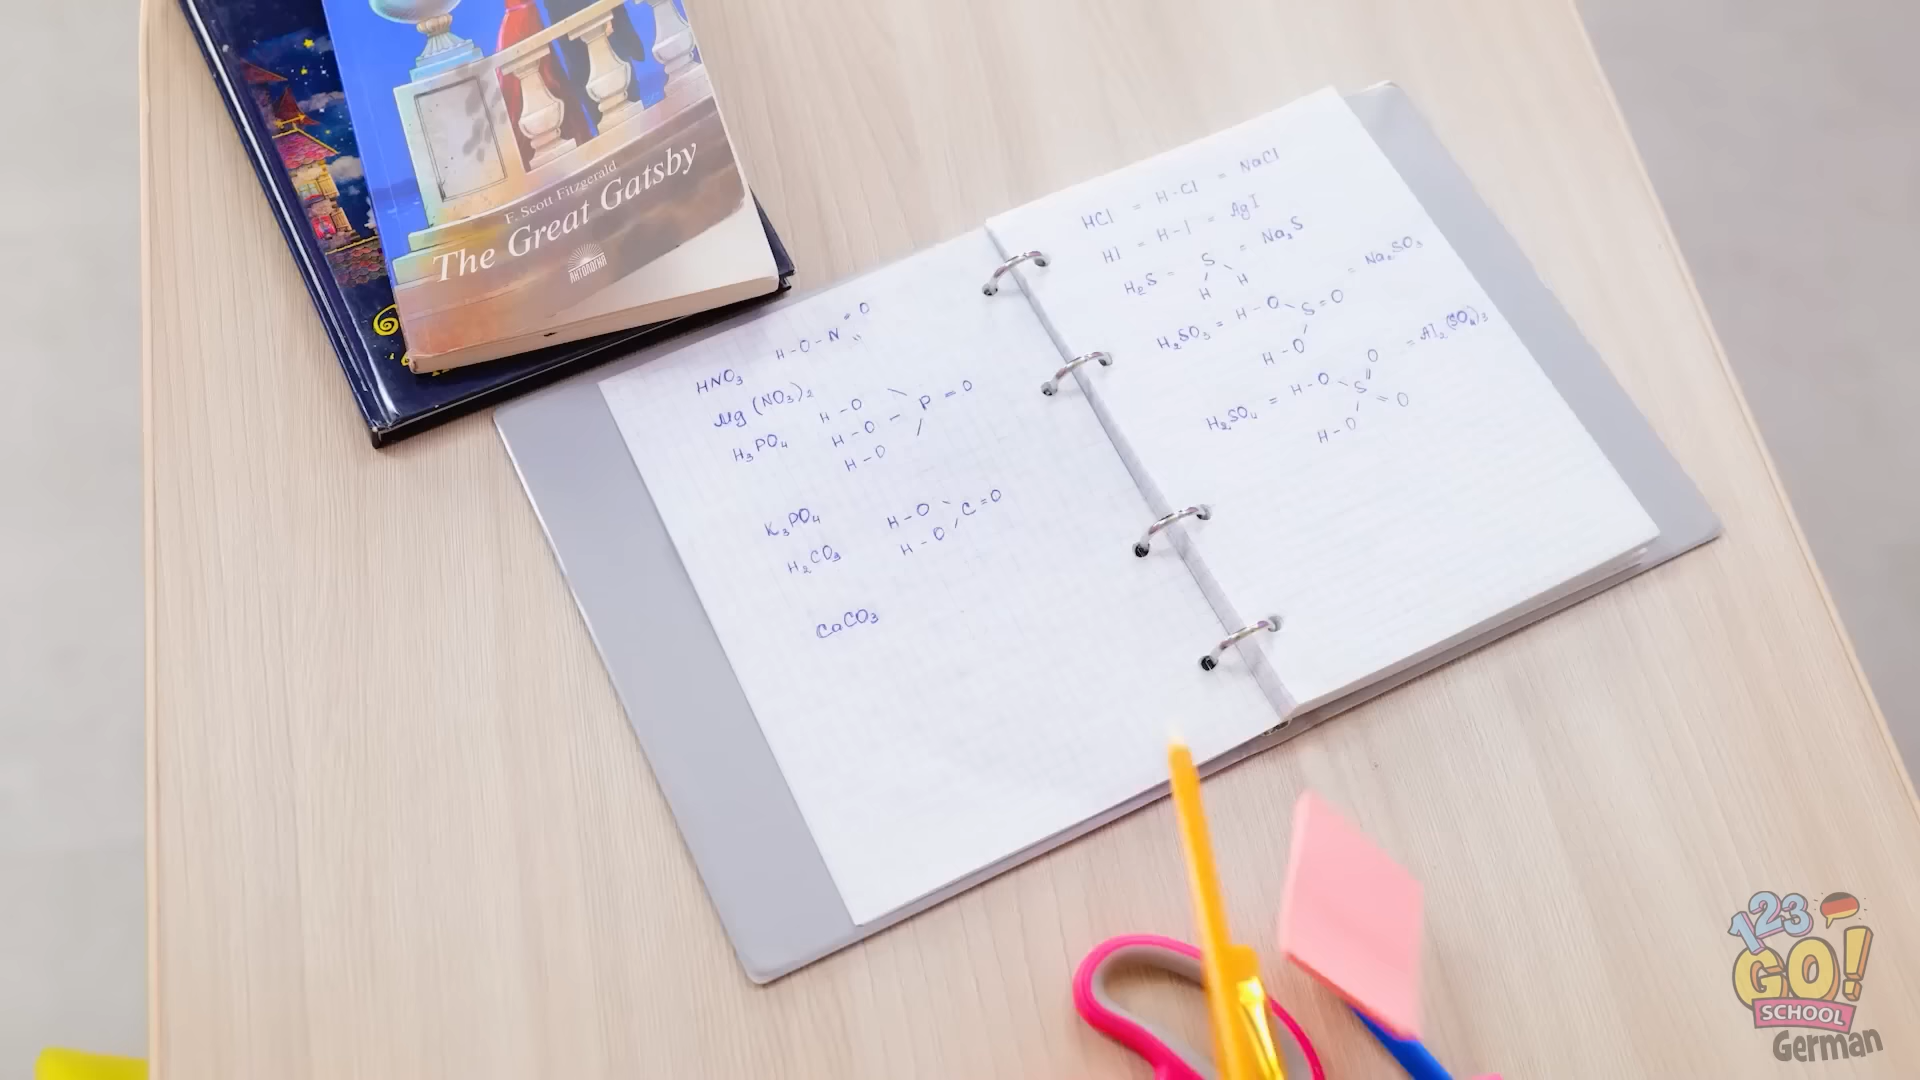 F. Scott Fitzgerald
The Great Gatsby
АНТОЛОГИЯ
H-O-N=O
HNO3
Mg(NO3)2
H-O
H3PO4 H-O - P=O
H-O
K3PO4
H-O C=O
H2CO3 H-O
CaCO3
HCl = H-Cl = NaCl
HI = H-I = AgI
H2S = S = Na2S
H H
H2SO3 = H-O S=O = Na2SO3
H-O
O
H2SO4 = H-O S = O = Al2(SO4)3
H-O
123
GO!
SCHOOL
German